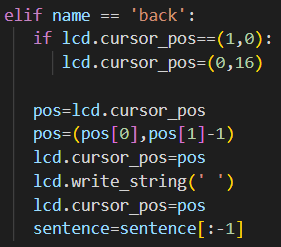 elif name == 'back':
if lcd.cursor_pos==(1,0):
lcd.cursor_pos=(0,16)
pos=lcd.cursor_pos
pos=(pos[0],pos[1]-1)
lcd.cursor_pos=pos
lcd.write_string(' ')
lcd.cursor_pos=pos
sentence=sentence[:-1]